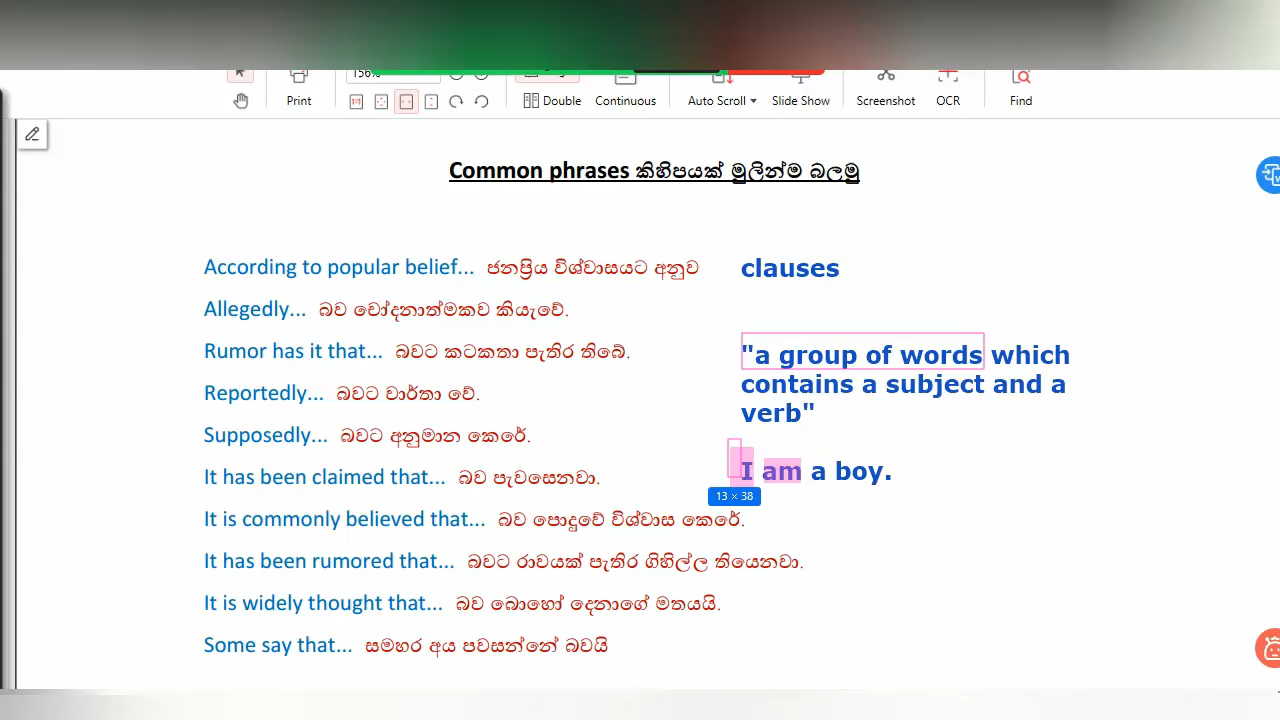 156%
Print
Double
Continuous
Auto Scroll
Slide Show
Screenshot
OCR
Find
Common phrases කිහිපයක් මුලින්ම බලමු
According to popular belief... ජනප්‍රිය විශ්වාසයට අනුව
clauses
Allegedly... බව චෝදනාත්මකව කියැවේ.
Rumor has it that... බවට කටකතා පැතිර තිබේ.
"a group of words which
contains a subject and a
verb"
Reportedly... බවට වාර්තා වේ.
Supposedly... බවට අනුමාන කෙරේ.
It has been claimed that... බව පැවසෙනවා.
I am a boy.
13 × 38
It is commonly believed that... බව පොදුවේ විශ්වාස කෙරේ.
It has been rumored that... බවට රාවයක් පැතිර ගිහිල්ල තියෙනවා.
It is widely thought that... බව බොහෝ දෙනාගේ මතයයි.
Some say that... සමහර අය පවසන්නේ බවයි